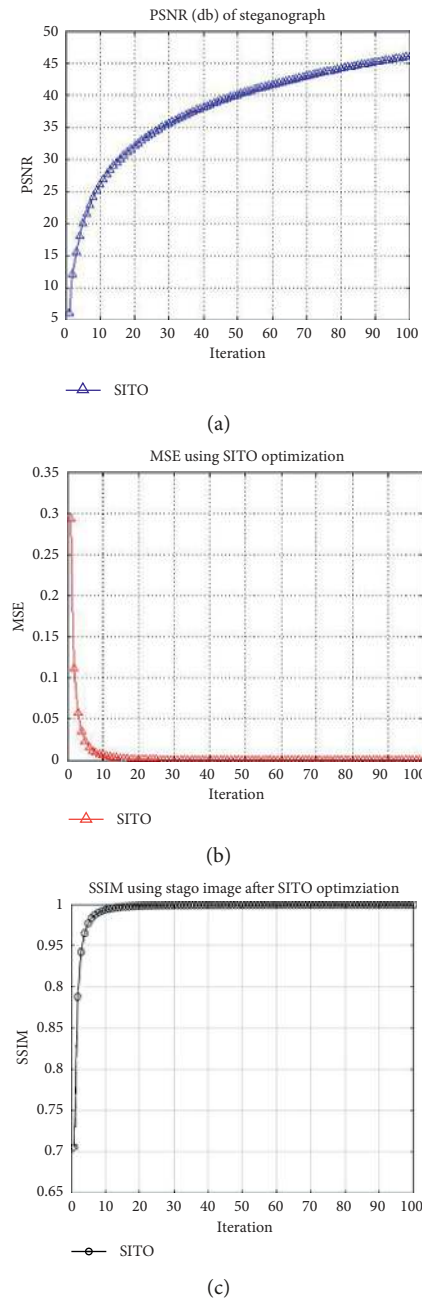 PSNR (db) of steganograph
50
45
40
35
30
25
20
15
10
5
PSNR
0 10 20 30 40 50 60 70 80 90 100
Iteration
SITO
(a)
MSE using SITO optimization
0.35
0.3
0.25
0.2
0.15
0.1
0.05
0
MSE
0 10 20 30 40 50 60 70 80 90 100
Iteration
SITO
(b)
SSIM using stago image after SITO optimziation
1
0.95
0.8
0.85
0.8
0.75
0.7
0.65
SSIM
0 10 20 30 40 50 60 70 80 90 100
Iteration
SITO
(c)